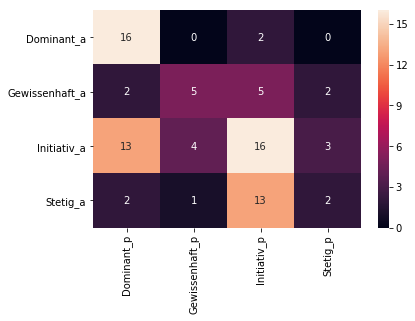 Dominant_a 16 0 2 0
Gewissenhaft_a 2 5 5 2
Initiativ_a 13 4 16 3
Stetig_a 2 1 13 2
Dominant_p Gewissenhaft_p Initiativ_p Stetig_p
15
12
9
6
3
0